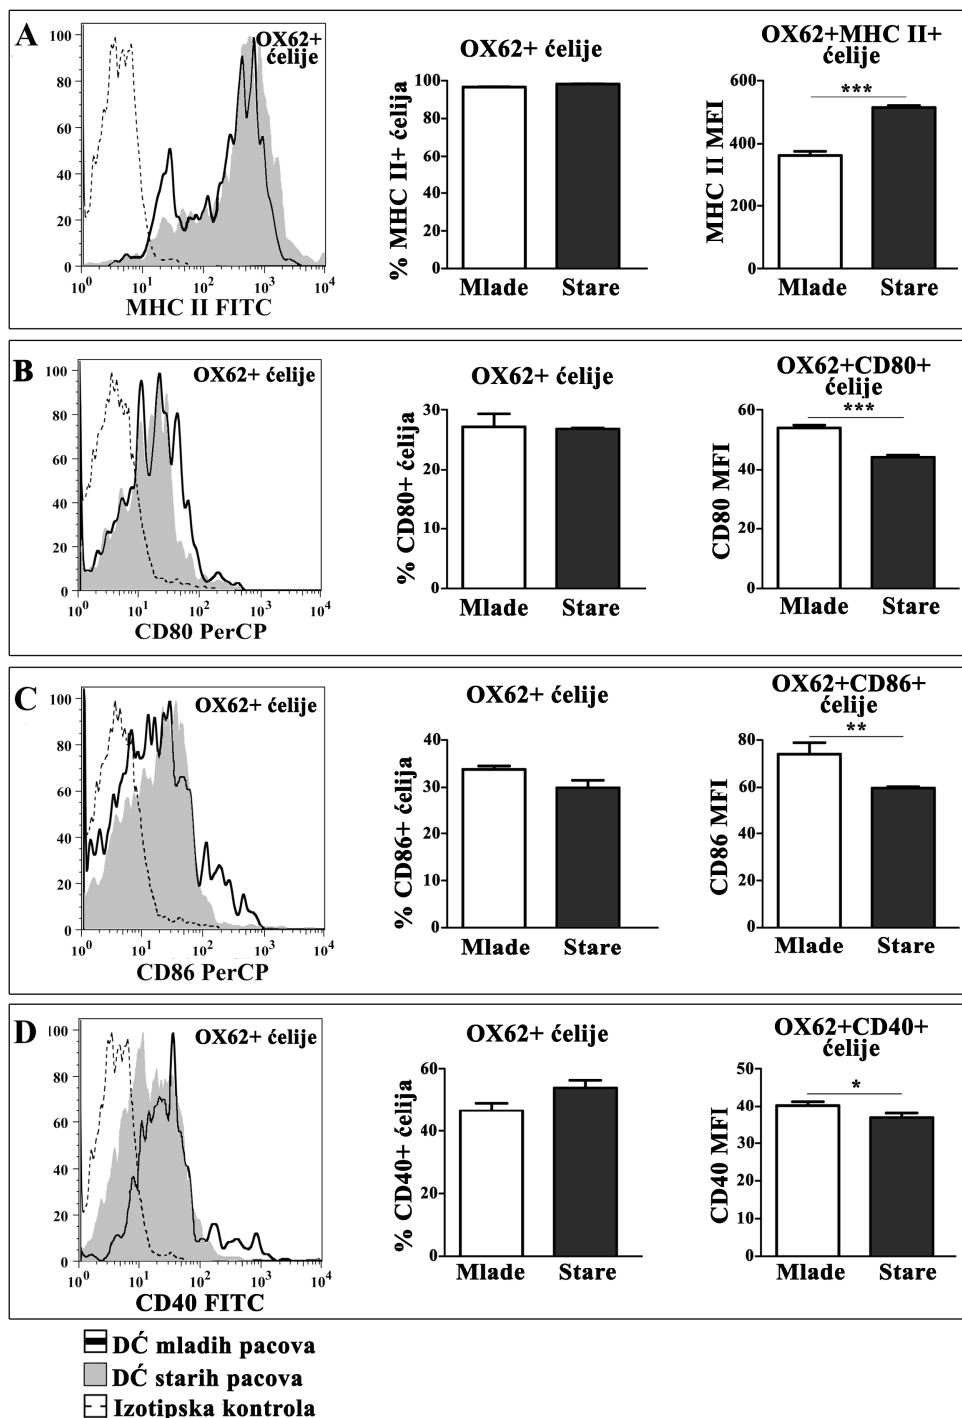 A
OX62+
ćelije
100
80
60
40
20
0
10⁰ 10¹ 10² 10³ 10⁴
MHC II FITC
OX62+ ćelije
% MHC II+ ćelija
100
80
60
40
20
0
Mlade Stare
OX62+MHC II+
ćelije
***
MHC II MFI
600
400
200
0
Mlade Stare
B
OX62+ ćelije
100
80
60
40
20
0
10⁰ 10¹ 10² 10³ 10⁴
CD80 PerCP
OX62+ ćelije
% CD80+ ćelija
30
20
10
0
Mlade Stare
OX62+CD80+
ćelije
***
CD80 MFI
60
40
20
0
Mlade Stare
C
OX62+ ćelije
100
80
60
40
20
0
10⁰ 10¹ 10² 10³ 10⁴
CD86 PerCP
OX62+ ćelije
% CD86+ ćelija
40
30
20
10
0
Mlade Stare
OX62+CD86+
ćelije
**
CD86 MFI
80
60
40
20
0
Mlade Stare
D
OX62+ ćelije
100
80
60
40
20
0
10⁰ 10¹ 10² 10³ 10⁴
CD40 FITC
OX62+ ćelije
% CD40+ ćelija
60
40
20
0
Mlade Stare
OX62+CD40+
ćelije
*
CD40 MFI
50
40
30
20
10
0
Mlade Stare
DĆ mladih pacova
DĆ starih pacova
Izotipska kontrola